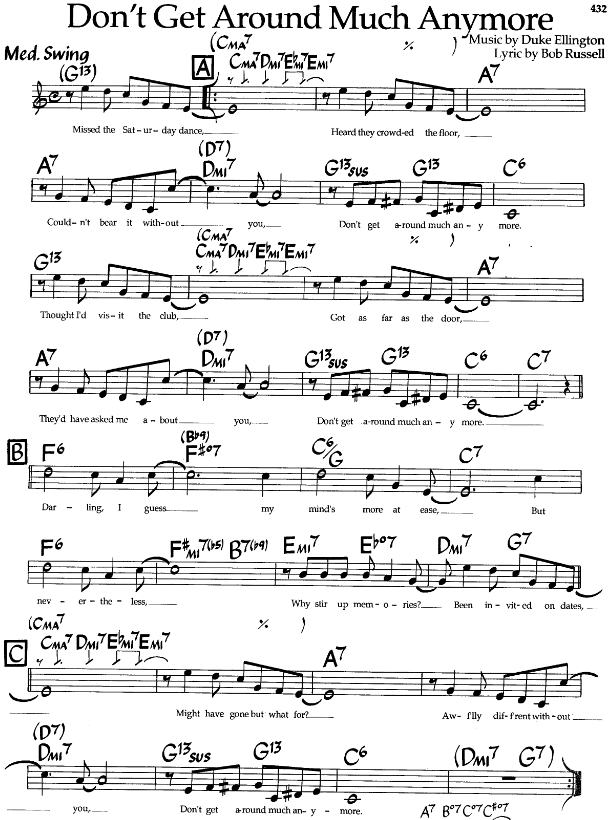 Don't Get Around Much Anymore
432
Music by Duke Ellington
Lyric by Bob Russell
Med. Swing
(G13) A (CMA7 % )
CMA7 DMI7 E♭MI7 EMI7 A7
Missed the Sat-ur-day dance, Heard they crowd-ed the floor,
(D7)
A7 DMI7 G13SUS G13 C6
Could-n't bear it with-out you, Don't get a-round much an-y more.
(CMA7 % )
G13 CMA7 DMI7 E♭MI7 EMI7 A7
Thought I'd vis-it the club, Got as far as the door,
(D7)
A7 DMI7 G13SUS G13 C6 C7
They'd have asked me a-bout you, Don't get a-round much an-y more.
(B♭9)
B F6 F#o7 C6/G C7
Dar-ling, I guess my mind's more at ease, But
F6 F#MI7(♭5) B7(♭9) EMI7 E♭o7 DMI7 G7
nev-er-the-less, Why stir up mem-o-ries? Been in-vit-ed on dates,
(CMA7 % )
C CMA7 DMI7 E♭MI7 EMI7 A7
Might have gone but what for? Aw-f'lly dif-f'rent with-out
(D7)
DMI7 G13SUS G13 C6 (DMI7 G7)
you, Don't get a-round much an-y-more.
A7 Bo7 Co7 C#o7